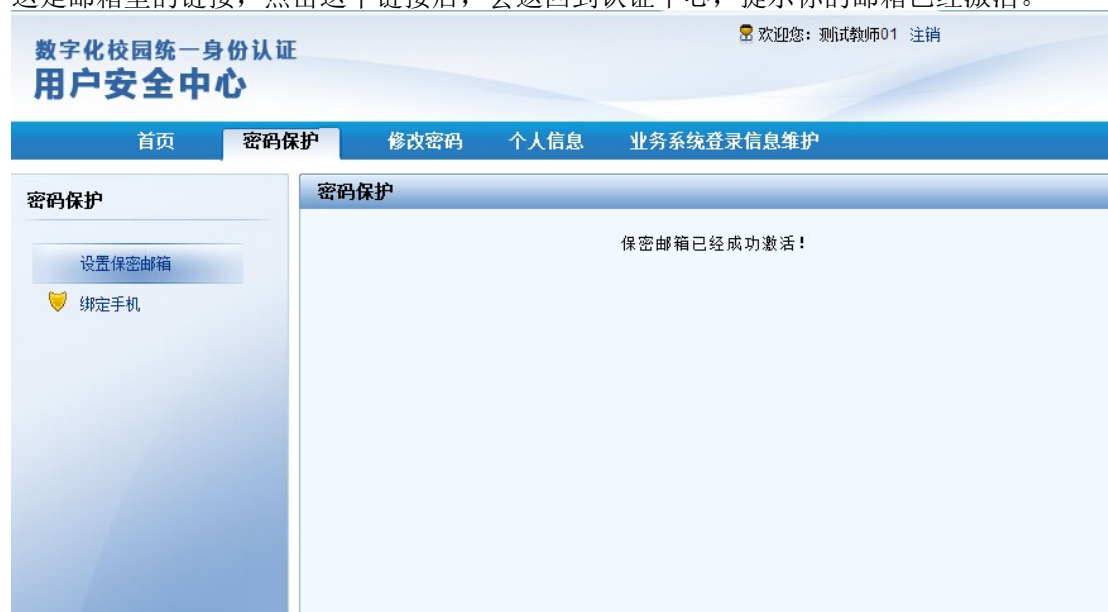 这是邮箱里的链接，点击这个链接后，会返回到认证中心，提示你的邮箱已经激活。
数字化校园统一身份认证
用户安全中心
欢迎您：测试教师01 注销
首页 密码保护 修改密码 个人信息 业务系统登录信息维护
密码保护
密码保护
保密邮箱已经成功激活！
设置保密邮箱
绑定手机